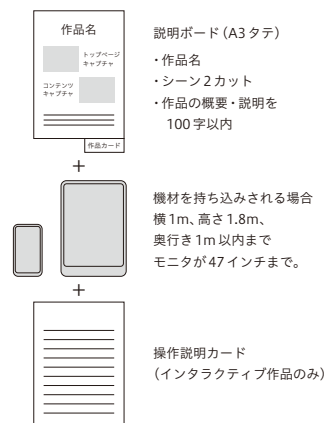 作品名
トップページ
キャプチャ
コンテンツ
キャプチャ
作品カード
説明ボード（A3タテ）
・作品名
・シーン2カット
・作品の概要・説明を
100字以内
+
機材を持ち込みされる場合
横1m、高さ1.8m、
奥行き1m以内まで
モニタが47インチまで。
+
操作説明カード
（インタラクティブ作品のみ）